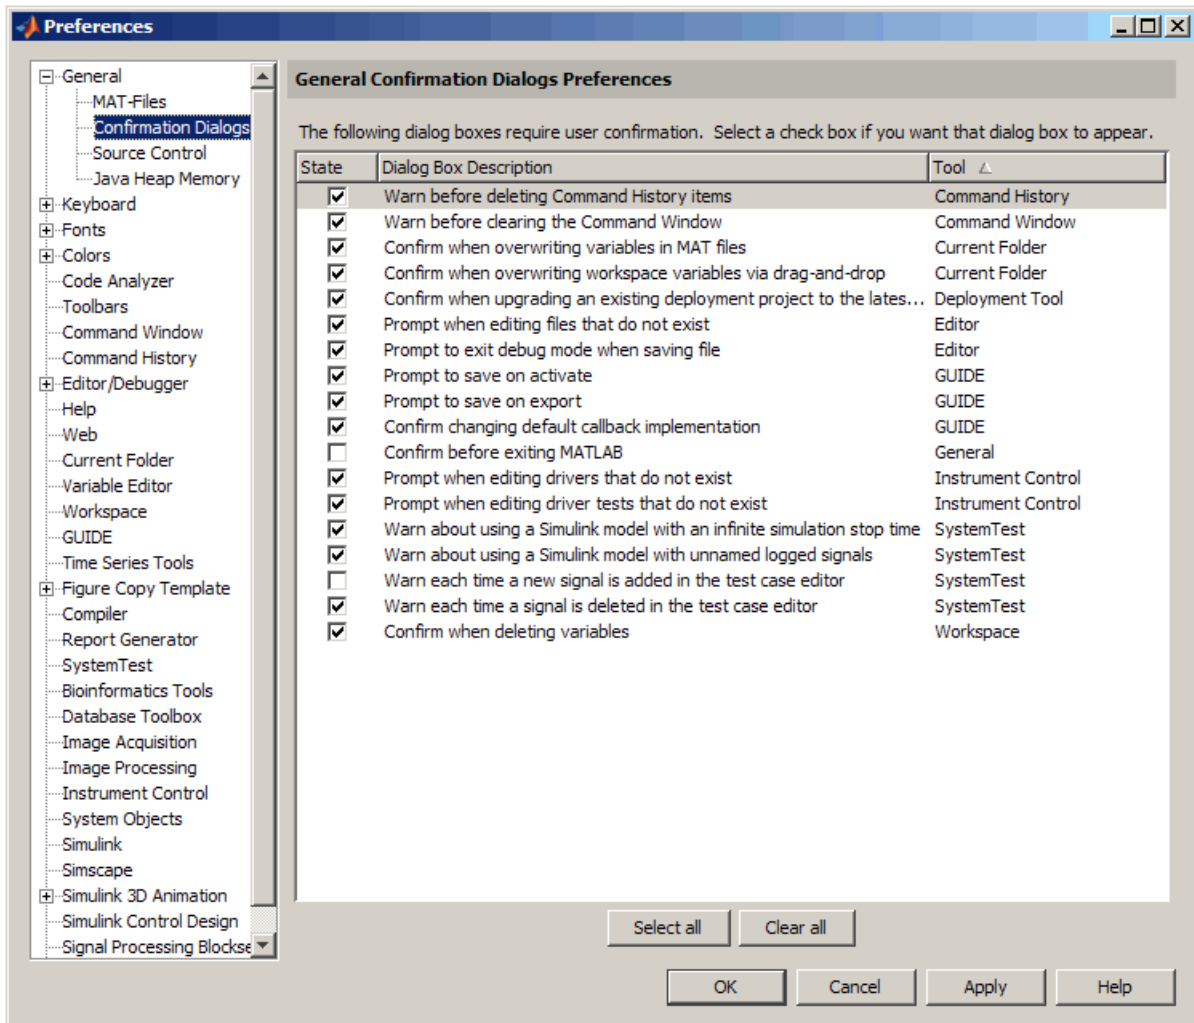 Preferences
General
MAT-Files
Confirmation Dialogs
Source Control
Java Heap Memory
Keyboard
Fonts
Colors
Code Analyzer
Toolbars
Command Window
Command History
Editor/Debugger
Help
Web
Current Folder
Variable Editor
Workspace
GUIDE
Time Series Tools
Figure Copy Template
Compiler
Report Generator
SystemTest
Bioinformatics Tools
Database Toolbox
Image Acquisition
Image Processing
Instrument Control
System Objects
Simulink
Simscape
Simulink 3D Animation
Simulink Control Design
Signal Processing Blockse
General Confirmation Dialogs Preferences
The following dialog boxes require user confirmation.  Select a check box if you want that dialog box to appear.
State Dialog Box Description Tool
Warn before deleting Command History items Command History
Warn before clearing the Command Window Command Window
Confirm when overwriting variables in MAT files Current Folder
Confirm when overwriting workspace variables via drag-and-drop Current Folder
Confirm when upgrading an existing deployment project to the lates... Deployment Tool
Prompt when editing files that do not exist Editor
Prompt to exit debug mode when saving file Editor
Prompt to save on activate GUIDE
Prompt to save on export GUIDE
Confirm changing default callback implementation GUIDE
Confirm before exiting MATLAB General
Prompt when editing drivers that do not exist Instrument Control
Prompt when editing driver tests that do not exist Instrument Control
Warn about using a Simulink model with an infinite simulation stop time SystemTest
Warn about using a Simulink model with unnamed logged signals SystemTest
Warn each time a new signal is added in the test case editor SystemTest
Warn each time a signal is deleted in the test case editor SystemTest
Confirm when deleting variables Workspace
Select all Clear all
OK Cancel Apply Help